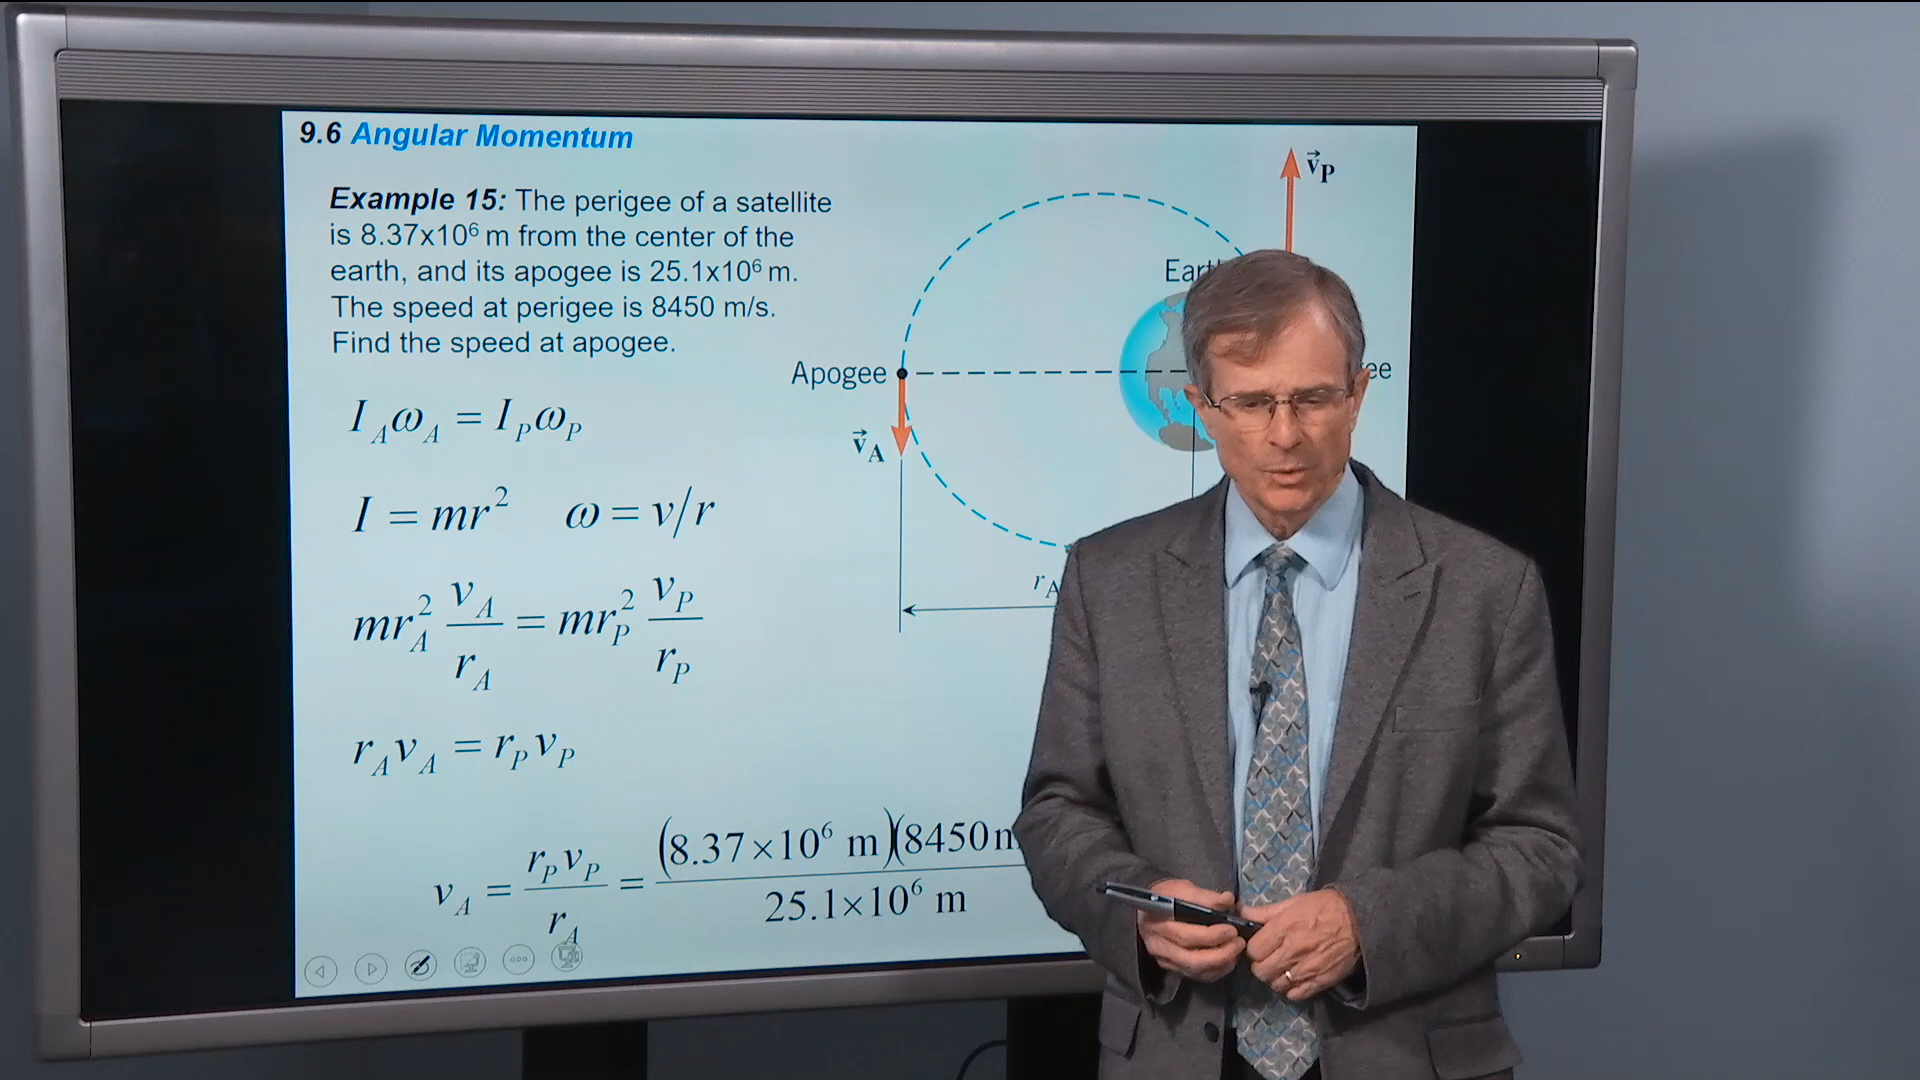 9.6 Angular Momentum
Example 15: The perigee of a satellite
is 8.37x10⁶ m from the center of the
earth, and its apogee is 25.1x10⁶ m.
The speed at perigee is 8450 m/s.
Find the speed at apogee.
v⃗_P
Apogee
v⃗_A
r_A
I_A ω_A = I_P ω_P
I = mr² ω = v/r
mr_A² v_A/r_A = mr_P² v_P/r_P
r_A v_A = r_P v_P
v_A = r_P v_P / r_A = (8.37×10⁶ m)(8450 / 25.1×10⁶ m